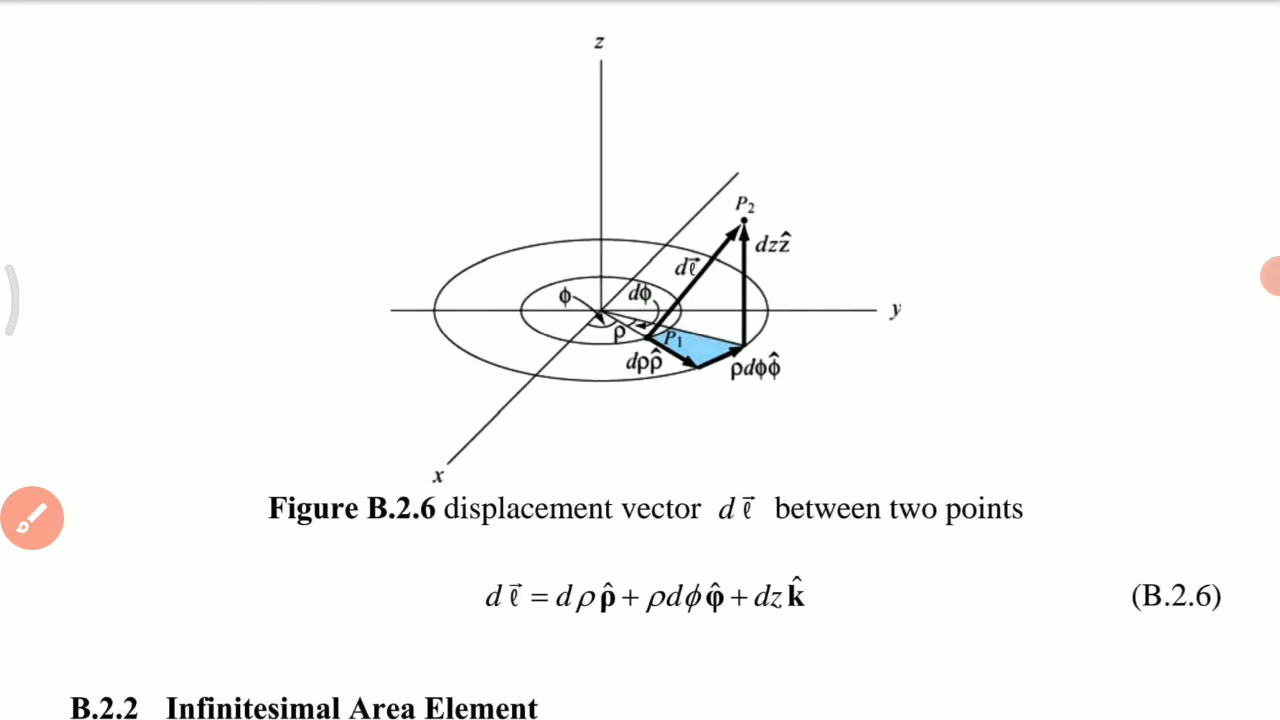 z
P₂
dzẑ
dℓ⃗
ϕ
dϕ
y
ρ
P₁
dρρ̂
ρdϕϕ̂
x
Figure B.2.6 displacement vector d ℓ⃗ between two points
d ℓ⃗ = dρ ρ̂ + ρdϕ φ̂ + dz k̂ (B.2.6)
B.2.2 Infinitesimal Area Element